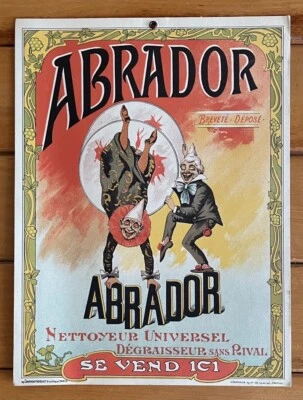 ABRADOR
BREVETÉ - DÉPOSÉ
ABRADOR
NETTOYEUR UNIVERSEL
DÉGRAISSEUR SANS RIVAL
SE VEND ICI